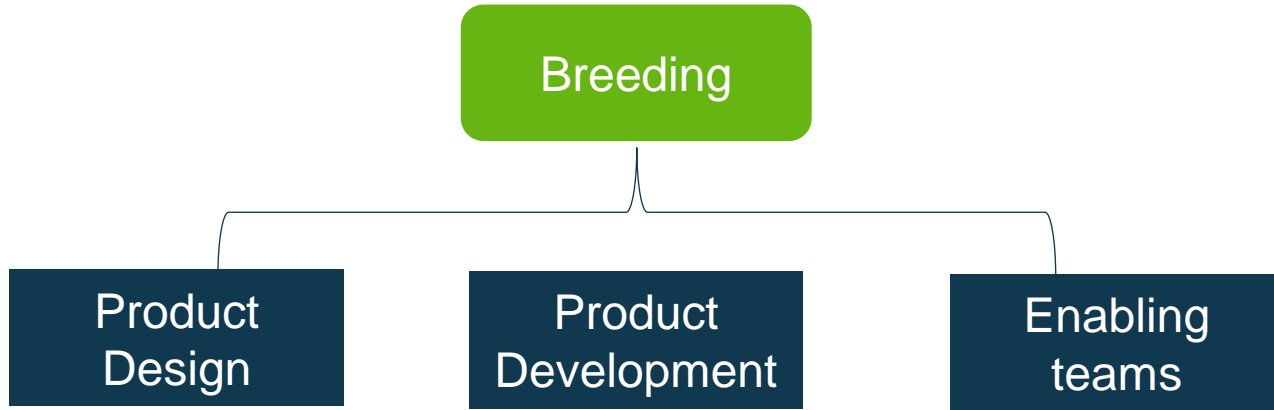 Breeding
Product
Design
Product
Development
Enabling
teams